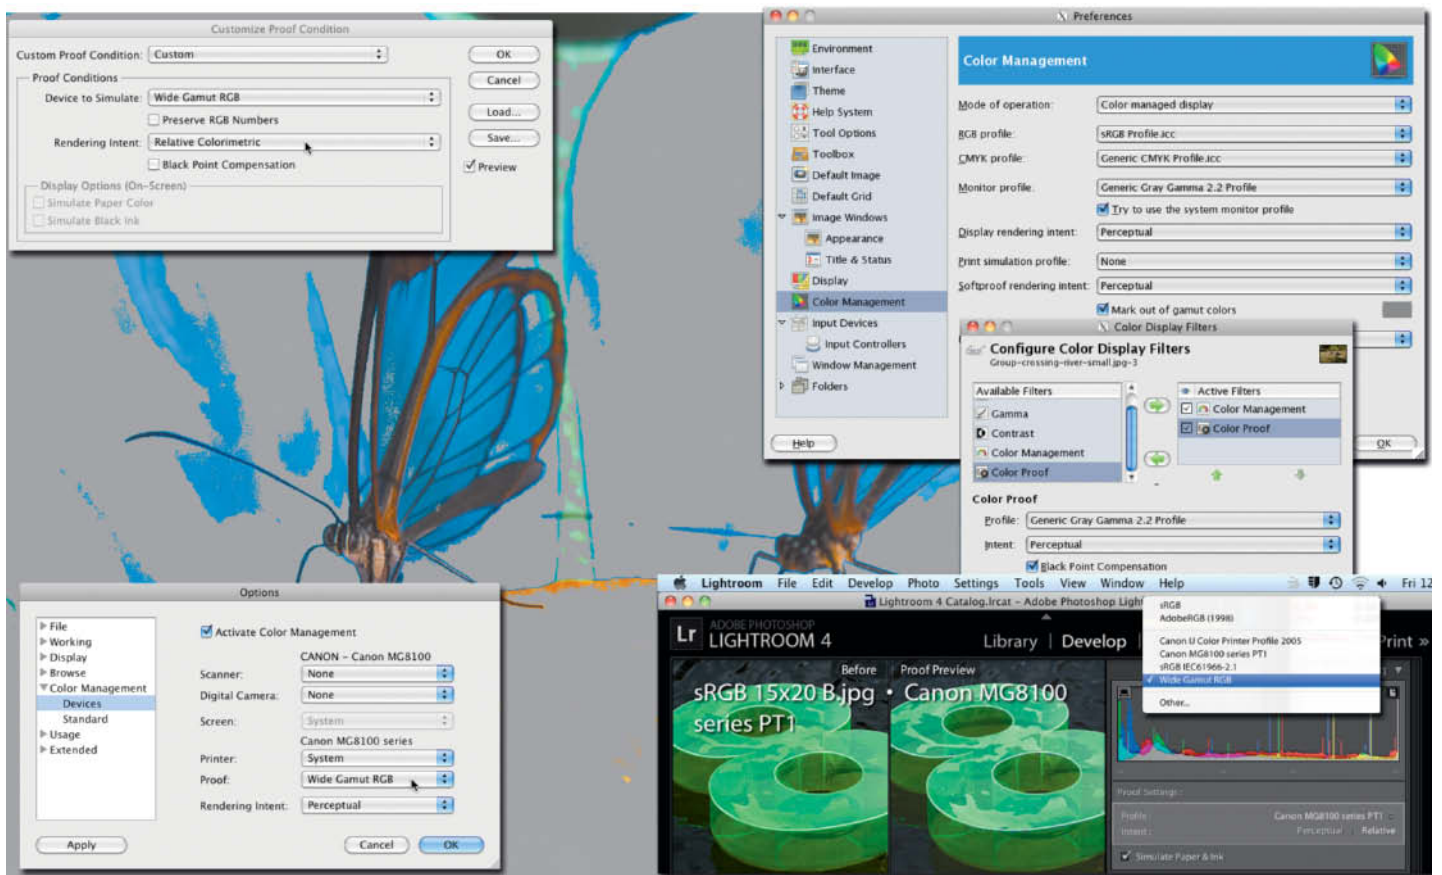 Customize Proof Condition
Custom Proof Condition: Custom
OK
Proof Conditions
Cancel
Device to Simulate: Wide Gamut RGB
Preserve RGB Numbers
Load...
Rendering Intent: Relative Colorimetric
Save...
Black Point Compensation
Preview
Display Options (On-Screen)
Simulate Paper Color
Simulate Black Ink
Preferences
Environment
Interface
Theme
Help System
Tool Options
Toolbox
Default Image
Default Grid
Image Windows
Appearance
Title & Status
Display
Color Management
Input Devices
Input Controllers
Window Management
Folders
Help
Color Management
Mode of operation: Color managed display
RGB profile: sRGB Profile.icc
CMYK profile: Generic CMYK Profile.icc
Monitor profile. Generic Gray Gamma 2.2 Profile
Try to use the system monitor profile
Display rendering intent: Perceptual
Print simulation profile: None
Softproof rendering intent: Perceptual
Mark out of gamut colors
OK
Color Display Filters
Configure Color Display Filters
Group-crossing-river-small.jpg-3
Available Filters
Gamma
Contrast
Color Management
Color Proof
Active Filters
Color Management
Color Proof
Color Proof
Profile: Generic Gray Gamma 2.2 Profile
Intent: Perceptual
Black Point Compensation
Options
File
Working
Display
Browse
Color Management
Devices
Standard
Usage
Extended
Activate Color Management
CANON - Canon MG8100
Scanner: None
Digital Camera: None
Screen: System
Canon MG8100 series
Printer: System
Proof: Wide Gamut RGB
Rendering Intent: Perceptual
Apply
Cancel
OK
Lightroom File Edit Develop Photo Settings Tools View Window Help Fri 12
Lightroom 4 Catalog.lrcat - Adobe Photoshop Ligh
Lr ADOBE PHOTOSHOP
LIGHTROOM 4
Library | Develop | Print »
sRGB
AdobeRGB (1998)
Canon IJ Color Printer Profile 2005
Canon MG8100 series PT1
sRGB IEC61966-2.1
Wide Gamut RGB
Other...
Before Proof Preview
sRGB 15x20 B.jpg • Canon MG8100
series PT1
Proof Settings :
Profile : Canon MG8100 series PT1
Intent : Perceptual Relative
Simulate Paper & Ink